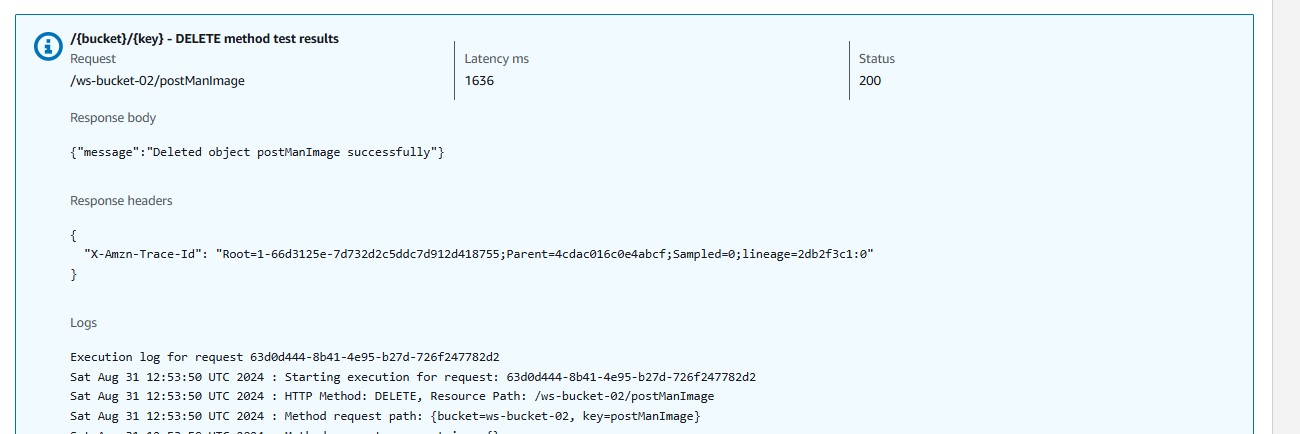 /{bucket}/{key} - DELETE method test results
Request
Latency ms
Status
/ws-bucket-02/postManImage
1636
200
Response body
{"message":"Deleted object postManImage successfully"}
Response headers
{
"X-Amzn-Trace-Id": "Root=1-66d3125e-7d732d2c5ddc7d912d418755;Parent=4cdac016c0e4abcf;Sampled=0;lineage=2db2f3c1:0"
}
Logs
Execution log for request 63d0d444-8b41-4e95-b27d-726f247782d2
Sat Aug 31 12:53:50 UTC 2024 : Starting execution for request: 63d0d444-8b41-4e95-b27d-726f247782d2
Sat Aug 31 12:53:50 UTC 2024 : HTTP Method: DELETE, Resource Path: /ws-bucket-02/postManImage
Sat Aug 31 12:53:50 UTC 2024 : Method request path: {bucket=ws-bucket-02, key=postManImage}